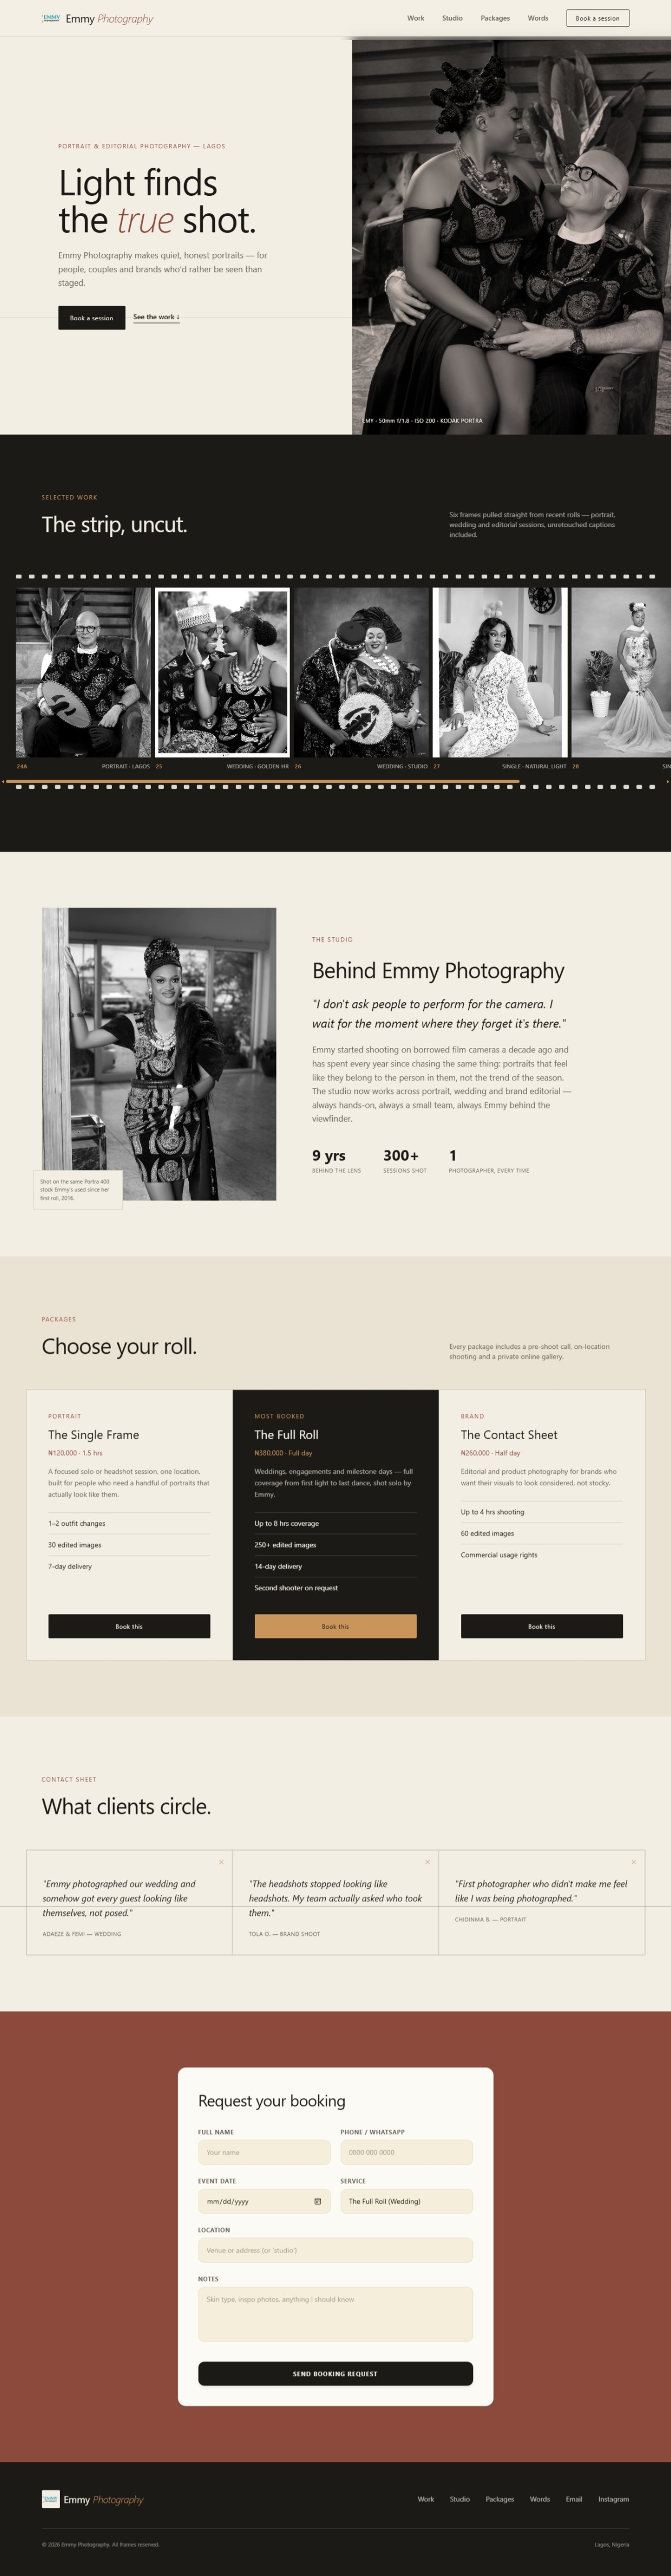 Emmy Photography
Work
Studio
Packages
Words
Book a session
PORTRAIT & EDITORIAL PHOTOGRAPHY — LAGOS
Light finds
the true shot.
Emmy Photography makes quiet, honest portraits — for
people, couples and brands who'd rather be seen than
staged.
Book a session
See the work ↓
EMY · 50mm f/1.8 · ISO 200 · KODAK PORTRA
SELECTED WORK
The strip, uncut.
Six frames pulled straight from recent rolls — portrait,
wedding and editorial sessions, unretouched captions
included.
24A
PORTRAIT · LAGOS
25
WEDDING · GOLDEN HR
26
WEDDING · STUDIO
27
SINGLE · NATURAL LIGHT
28
SIN
THE STUDIO
Behind Emmy Photography
"I don't ask people to perform for the camera. I
wait for the moment where they forget it's there."
Emmy started shooting on borrowed film cameras a decade ago and
has spent every year since chasing the same thing: portraits that feel
like they belong to the person in them, not the trend of the season.
The studio now works across portrait, wedding and brand editorial —
always hands-on, always a small team, always Emmy behind the
viewfinder.
9 yrs
BEHIND THE LENS
300+
SESSIONS SHOT
1
PHOTOGRAPHER, EVERY TIME
Shot on the same Portra 400
stock Emmy's used since her
first roll, 2016.
PACKAGES
Choose your roll.
Every package includes a pre-shoot call, on-location
shooting and a private online gallery.
PORTRAIT
The Single Frame
₦120,000 · 1.5 hrs
A focused solo or headshot session, one location,
built for people who need a handful of portraits that
actually look like them.
1–2 outfit changes
30 edited images
7-day delivery
Book this
MOST BOOKED
The Full Roll
₦380,000 · Full day
Weddings, engagements and milestone days — full
coverage from first light to last dance, shot solo by
Emmy.
Up to 8 hrs coverage
250+ edited images
14-day delivery
Second shooter on request
Book this
BRAND
The Contact Sheet
₦260,000 · Half day
Editorial and product photography for brands who
want their visuals to look considered, not stocky.
Up to 4 hrs shooting
60 edited images
Commercial usage rights
Book this
CONTACT SHEET
What clients circle.
×
"Emmy photographed our wedding and
somehow got every guest looking like
themselves, not posed."
ADAEZE & FEMI — WEDDING
×
"The headshots stopped looking like
headshots. My team actually asked who took
them."
TOLA O. — BRAND SHOOT
×
"First photographer who didn't make me feel
like I was being photographed."
CHIDINMA B. — PORTRAIT
Request your booking
FULL NAME
Your name
PHONE / WHATSAPP
0800 000 0000
EVENT DATE
mm/dd/yyyy
SERVICE
The Full Roll (Wedding)
LOCATION
Venue or address (or 'studio')
NOTES
Skin type, inspo photos, anything I should know
SEND BOOKING REQUEST
Emmy Photography
Work
Studio
Packages
Words
Email
Instagram
© 2026 Emmy Photography. All frames reserved.
Lagos, Nigeria